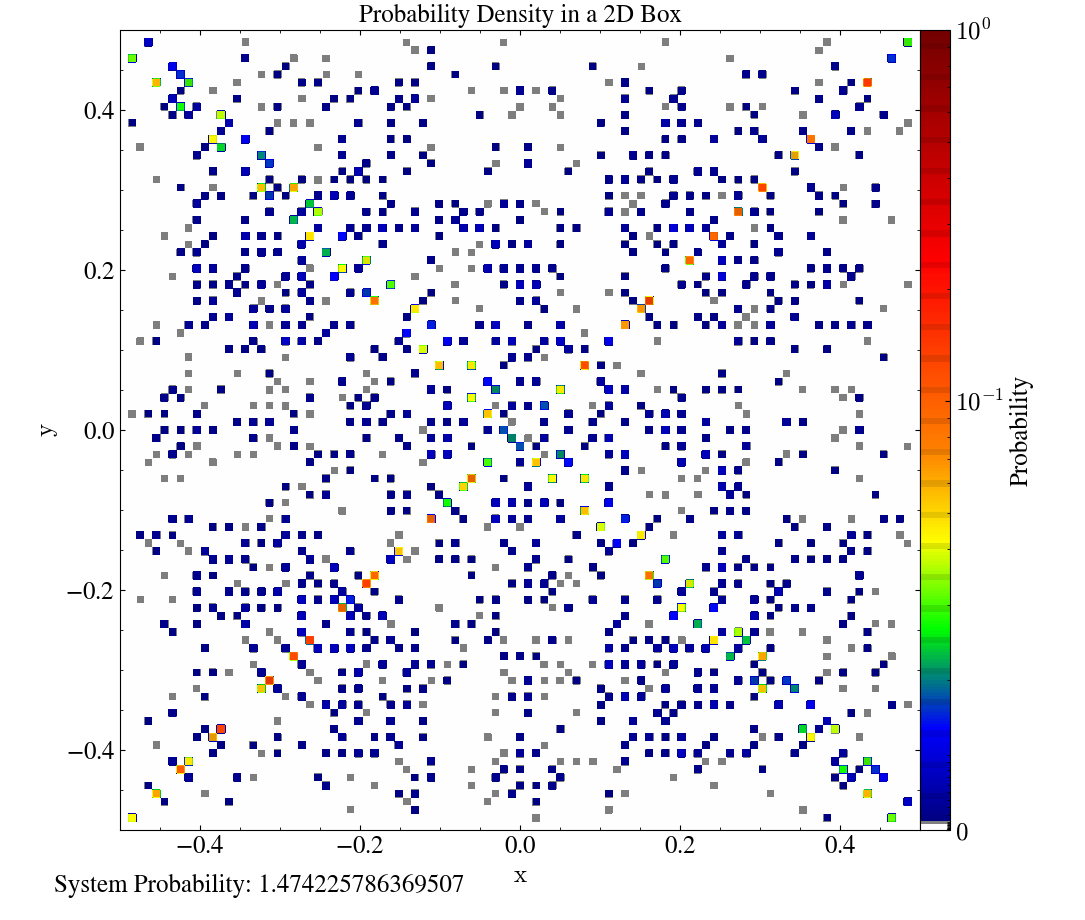 Probability Density in a 2D Box
10^0
0.4
0.2
0.0
−0.2
−0.4
y
10^−1
Probability
0
−0.4 −0.2 0.0 0.2 0.4
x
System Probability: 1.474225786369507